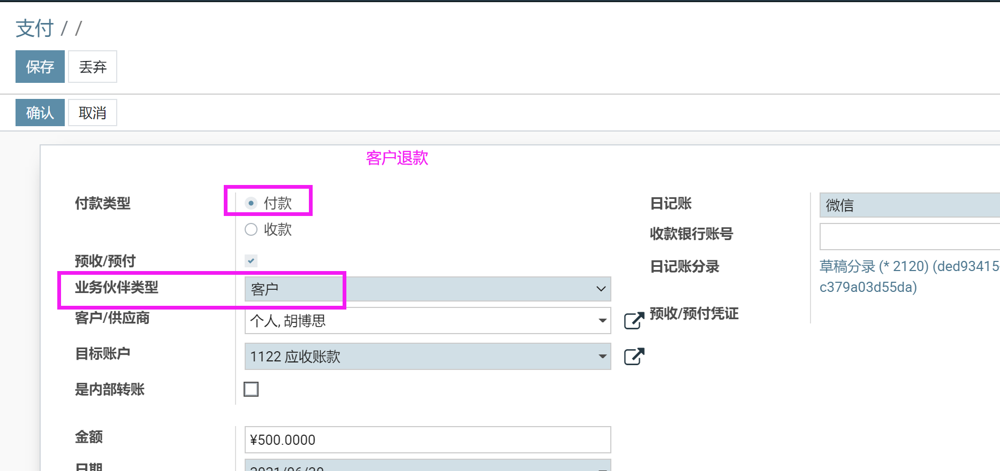 支付 / /
保存 丢弃
确认 取消
客户退款
付款类型 付款
收款
预收/预付
业务伙伴类型 客户
客户/供应商 个人, 胡博思
目标账户 1122 应收账款
是内部转账
金额 ¥500.0000
日期 2021/06/30
日记账 微信
收款银行账号
日记账分录 草稿分录 (* 2120) (ded93415-
c379a03d55da)
预收/预付凭证